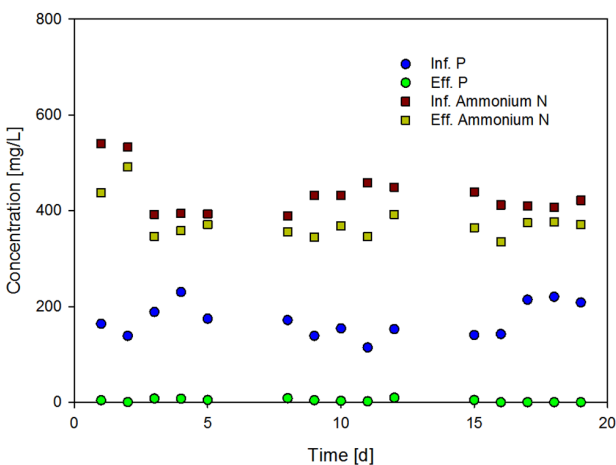 800
600
400
200
0
Concentration [mg/L]
Inf. P
Eff. P
Inf. Ammonium N
Eff. Ammonium N
0 5 10 15 20
Time [d]